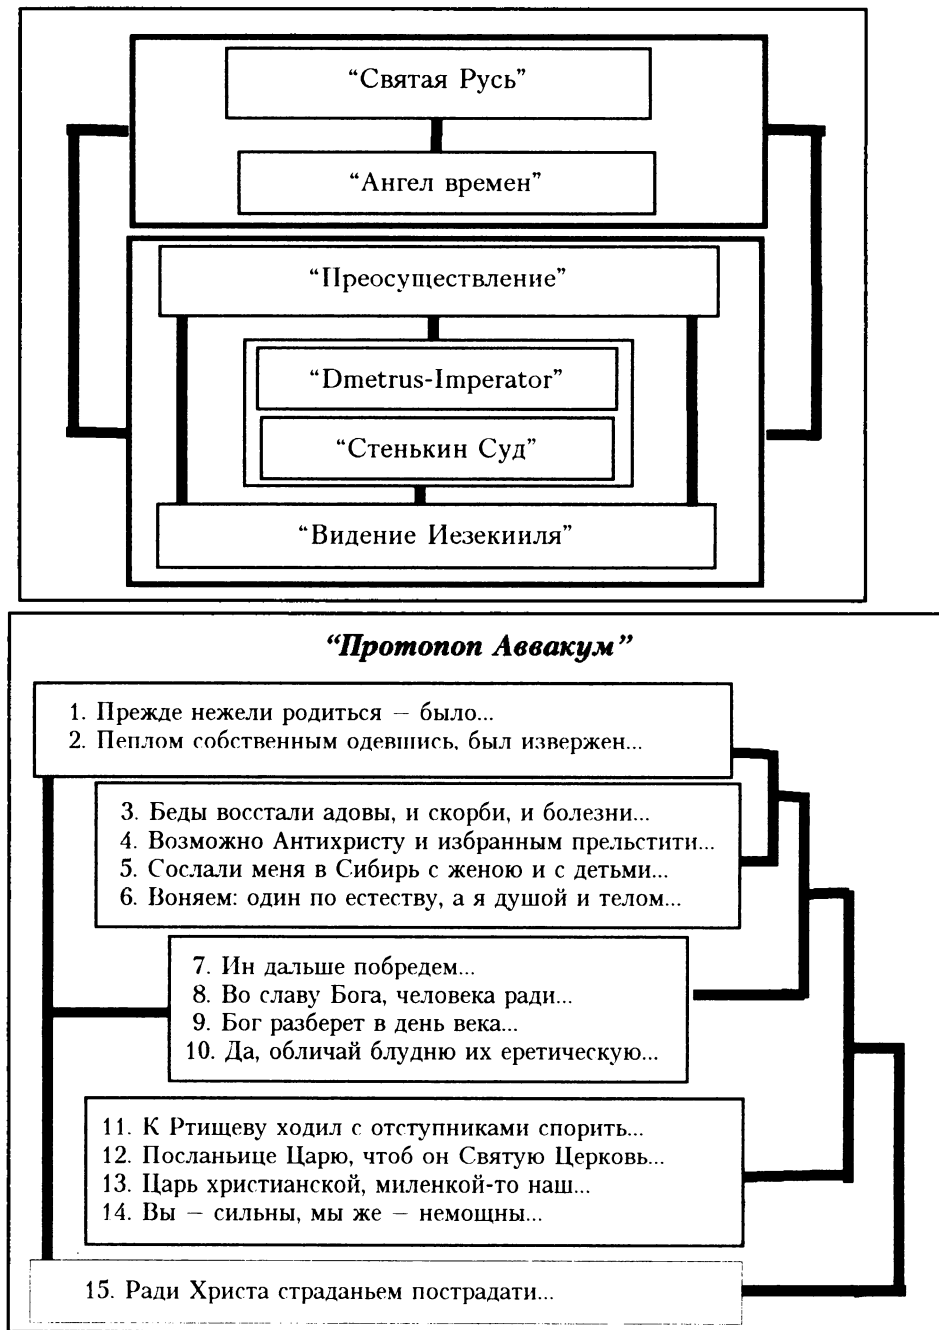 “Святая Русь”
“Ангел времен”
“Преосуществление”
“Dmetrus-Imperator”
“Стенькин Суд”
“Видение Иезекииля”
“Протопоп Аввакум”
1. Прежде нежели родиться – было...
2. Пеплом собственным одевшись, был извержен...
3. Беды восстали адовы, и скорби, и болезни...
4. Возможно Антихристу и избранным прельстити...
5. Сослали меня в Сибирь с женою и с детьми...
6. Воняем: один по естеству, а я душой и телом...
7. Ин дальше побредем...
8. Во славу Бога, человека ради...
9. Бог разберет в день века...
10. Да, обличай блудню их еретическую...
11. К Ртищеву ходил с отступниками спорить...
12. Посланьице Царю, чтоб он Святую Церковь...
13. Царь христианской, миленкой-то наш...
14. Вы – сильны, мы же – немощны...
15. Ради Христа страданьем пострадати...